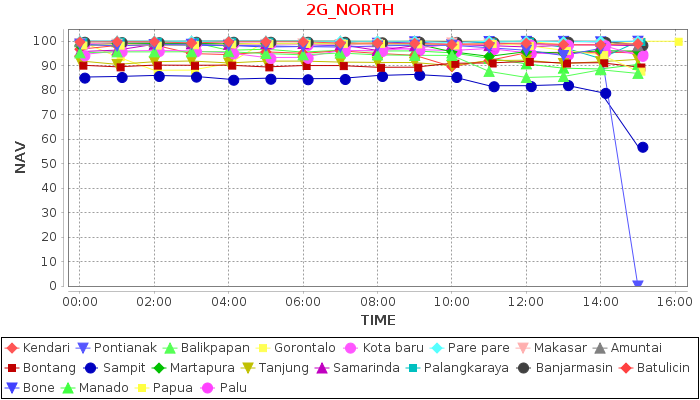 2G_NORTH
100
90
80
70
60
50
40
30
20
10
0
NAV
00:00 02:00 04:00 06:00 08:00 10:00 12:00 14:00 16:00
TIME
Kendari Pontianak Balikpapan Gorontalo Kota baru Pare pare Makasar Amuntai
Bontang Sampit Martapura Tanjung Samarinda Palangkaraya Banjarmasin Batulicin
Bone Manado Papua Palu